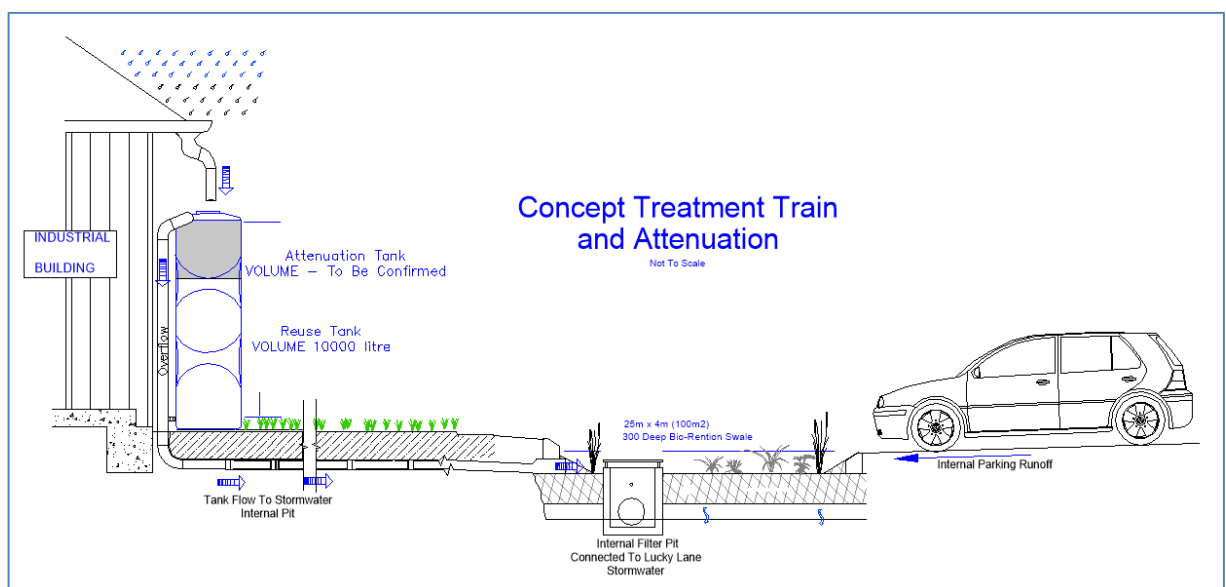 Concept Treatment Train
and Attenuation
Not To Scale
INDUSTRIAL
BUILDING
Attenuation Tank
VOLUME – To Be Confirmed
Reuse Tank
VOLUME 10000 litre
Overflow
25m x 4m (100m2)
300 Deep Bio-Rention Swale
Internal Parking Runoff
Tank Flow To Stormwater
Internal Pit
Internal Filter Pit
Connected To Lucky Lane
Stormwater